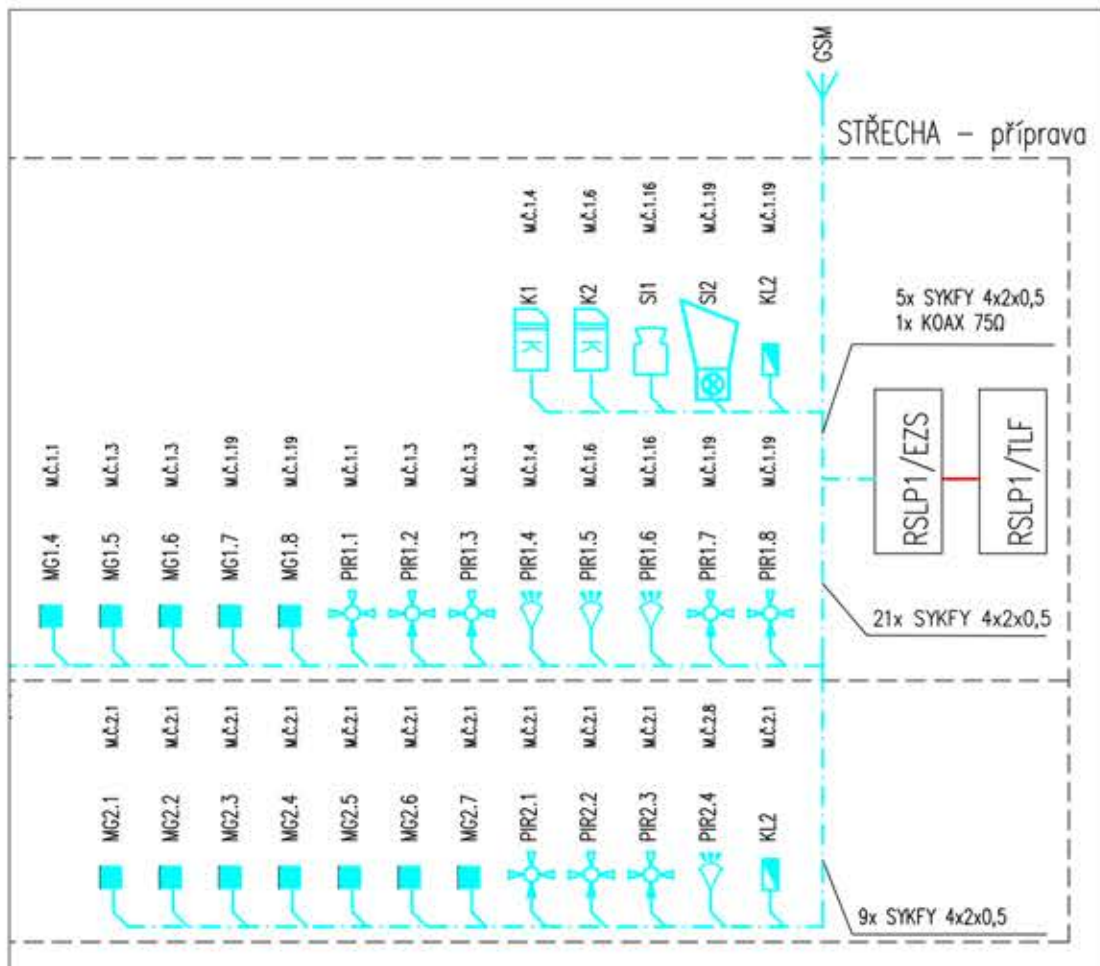 GSM
STŘECHA – příprava
M.Č.1.4
M.Č.1.6
M.Č.1.16
M.Č.1.19
M.Č.1.19
K1
K2
SI1
SI2
KL2
K
K
5x SYKFY 4x2x0,5
1x KOAX 75Ω
RSLP1/EZS
RSLP1/TLF
M.Č.1.1
M.Č.1.3
M.Č.1.3
M.Č.1.19
M.Č.1.19
M.Č.1.1
M.Č.1.3
M.Č.1.3
M.Č.1.4
M.Č.1.6
M.Č.1.16
M.Č.1.19
M.Č.1.19
MG1.4
MG1.5
MG1.6
MG1.7
MG1.8
PIR1.1
PIR1.2
PIR1.3
PIR1.4
PIR1.5
PIR1.6
PIR1.7
PIR1.8
21x SYKFY 4x2x0,5
M.Č.2.1
M.Č.2.1
M.Č.2.1
M.Č.2.1
M.Č.2.1
M.Č.2.1
M.Č.2.1
M.Č.2.1
M.Č.2.1
M.Č.2.1
M.Č.2.8
M.Č.2.1
MG2.1
MG2.2
MG2.3
MG2.4
MG2.5
MG2.6
MG2.7
PIR2.1
PIR2.2
PIR2.3
PIR2.4
KL2
9x SYKFY 4x2x0,5